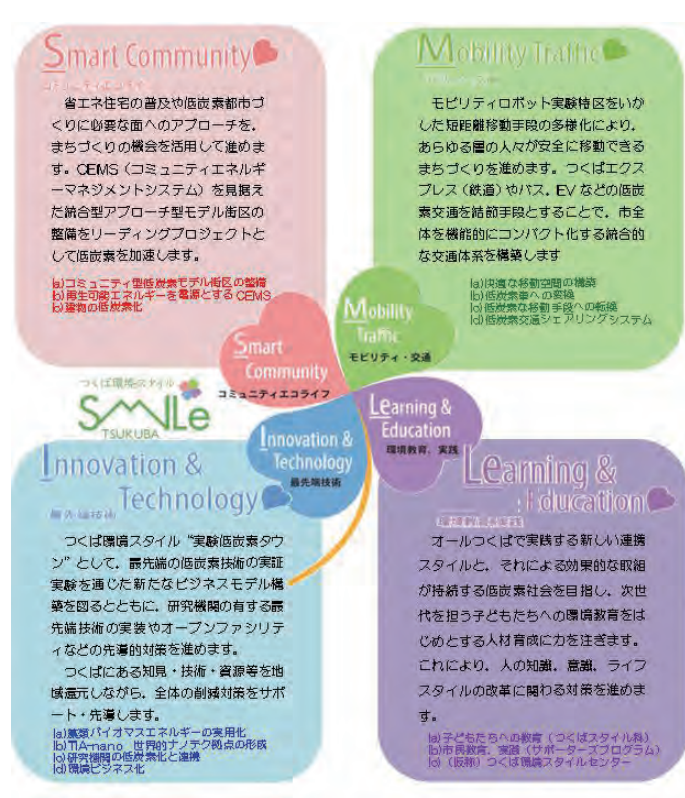 Smart Community
コミュニティエコライフ
省エネ住宅の普及や低炭素都市づ
くりに必要な面へのアプローチを、
まちづくりの機会を活用して進めま
す。CEMS（コミュニティエネルギ
ーマネジメントシステム）を見据え
た統合型アプローチ型モデル街区の
整備をリーディングプロジェクトと
して低炭素を加速します。
(a)コミュニティ型低炭素モデル街区の整備
(b)再生可能エネルギーを電源とするCEMS
(c)建物の低炭素化
Mobility Traffic
モビリティロボット実験特区をいか
した短距離移動手段の多様化により、
あらゆる層の人々が安全に移動できる
まちづくりを進めます。つくばエクス
プレス（鉄道）やバス、EV などの低炭
素交通を結節手段とすることで、市全
体を機能的にコンパクト化する統合的
な交通体系を構築します
(a)快適な移動空間の構築
(b)低炭素車への変換
(c)低炭素な移動手段への転換
(d)低炭素交通シェアリングシステム
Smart
Community
コミュニティエコライフ
Mobility
Traffic
モビリティ・交通
Innovation &
Technology
最先端技術
Learning &
Education
環境教育、実践
つくば環境スタイル
SMILe
TSUKUBA
Innovation &
Technology
最先端技術
つくば環境スタイル“実験低炭素タウ
ン”として、最先端の低炭素技術の実証
実験を通じた新たなビジネスモデル構
築を図るとともに、研究機関の有する最
先端技術の実装やオープンファシリテ
ィなどの先導的対策を進めます。
つくばにある知見・技術・資源等を地
域還元しながら、全体の削減対策をサポ
ート・先導します。
(a)藻類バイオマスエネルギーの実用化
(b)TIA-nano 世界的ナノテク拠点の形成
(c)研究機関の低炭素化と連携
(d)環境ビジネス化
Learning &
Education
環境教育実践
オールつくばで実践する新しい連携
スタイルと、それによる効果的な取組
が持続する低炭素社会を目指し、次世
代を担う子どもたちへの環境教育をは
じめとする人材育成に力を注ぎます。
これにより、人の知識、意識、ライフ
スタイルの改革に関わる対策を進めま
す。
(a)子どもたちへの教育（つくばスタイル科）
(b)市民教育、実践（サポーターズプログラム）
(c)（仮称）つくば環境スタイルセンター